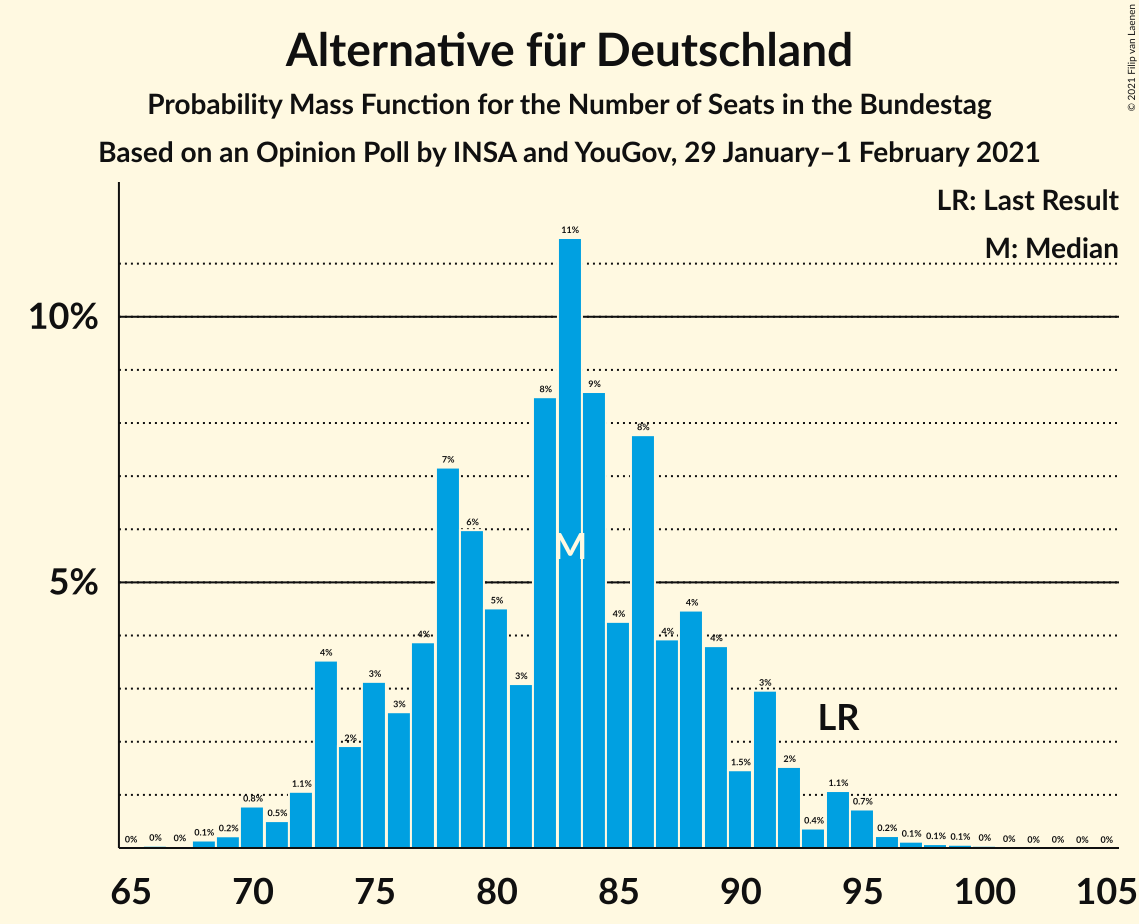 © 2021 Filip van Laenen
Alternative für Deutschland
Probability Mass Function for the Number of Seats in the Bundestag
Based on an Opinion Poll by INSA and YouGov, 29 January–1 February 2021
LR: Last Result
M: Median
10%
5%
0% 0% 0% 0.1% 0.2% 0.8% 0.5% 1.1% 4% 2% 3% 3% 4% 7% 6% 5% 3% 8% 11% 9% 4% 8% 4% 4% 4% 1.5% 3% 2% 0.4% 1.1% 0.7% 0.2% 0.1% 0.1% 0.1% 0% 0% 0% 0% 0% 0%
M
LR
65 70 75 80 85 90 95 100 105